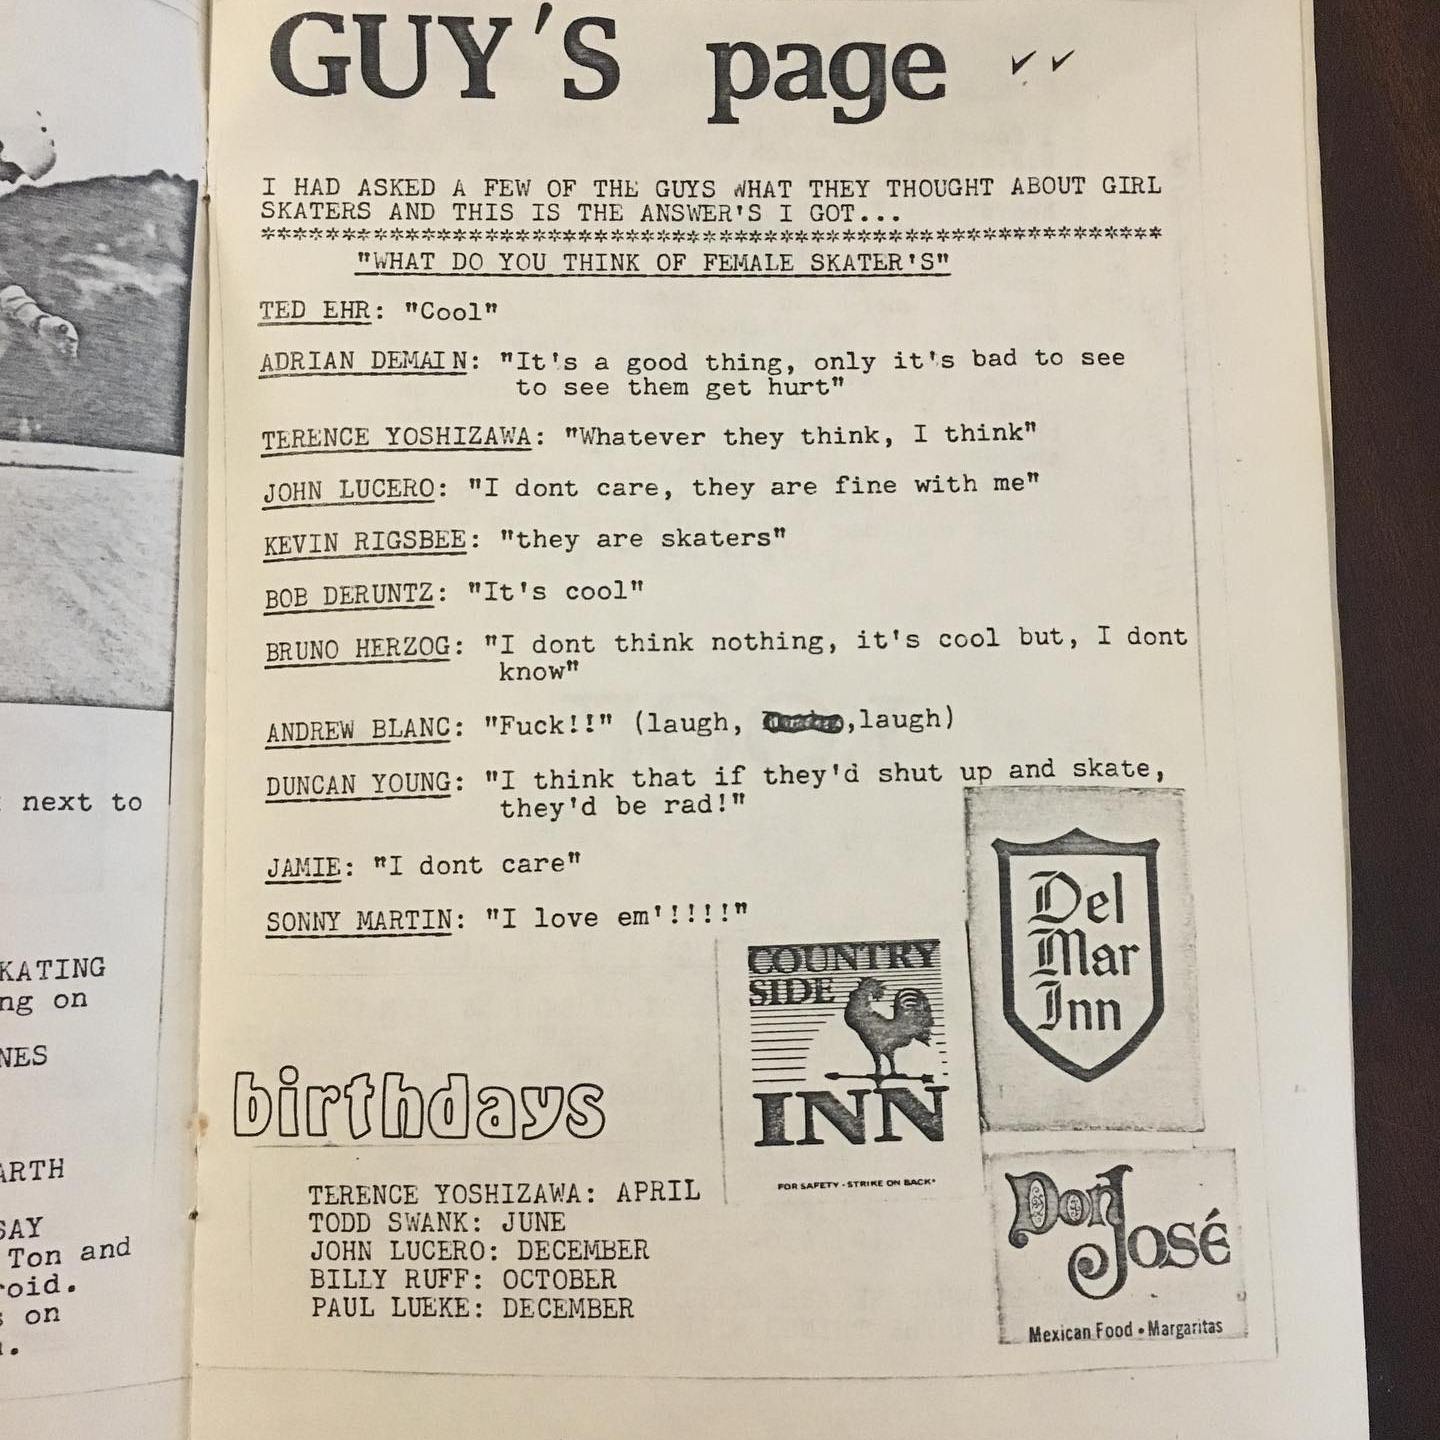 GUY'S page
I HAD ASKED A FEW OF THE GUYS WHAT THEY THOUGHT ABOUT GIRL
SKATERS AND THIS IS THE ANSWER'S I GOT...
**********************************************************
"WHAT DO YOU THINK OF FEMALE SKATER'S"
TED EHR: "Cool"
ADRIAN DEMAIN: "It's a good thing, only it's bad to see
to see them get hurt"
TERENCE YOSHIZAWA: "Whatever they think, I think"
JOHN LUCERO: "I dont care, they are fine with me"
KEVIN RIGSBEE: "they are skaters"
BOB DERUNTZ: "It's cool"
BRUNO HERZOG: "I dont think nothing, it's cool but, I dont
know"
ANDREW BLANC: "Fuck!!" (laugh, ,laugh)
DUNCAN YOUNG: "I think that if they'd shut up and skate,
they'd be rad!"
JAMIE: "I dont care"
SONNY MARTIN: "I love em'!!!!"
birthdays
TERENCE YOSHIZAWA: APRIL
TODD SWANK: JUNE
JOHN LUCERO: DECEMBER
BILLY RUFF: OCTOBER
PAUL LUEKE: DECEMBER
COUNTRY
SIDE
INN
FOR SAFETY - STRIKE ON BACK
Del
Mar
Inn
Don
José
Mexican Food • Margaritas
next to
KATING
ng on
NES
ARTH
SAY
Ton and
roid.
on